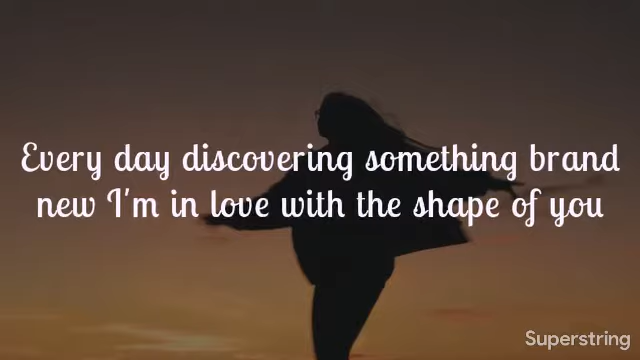 Every day discovering something brand
new I'm in love with the shape of you
Superstring